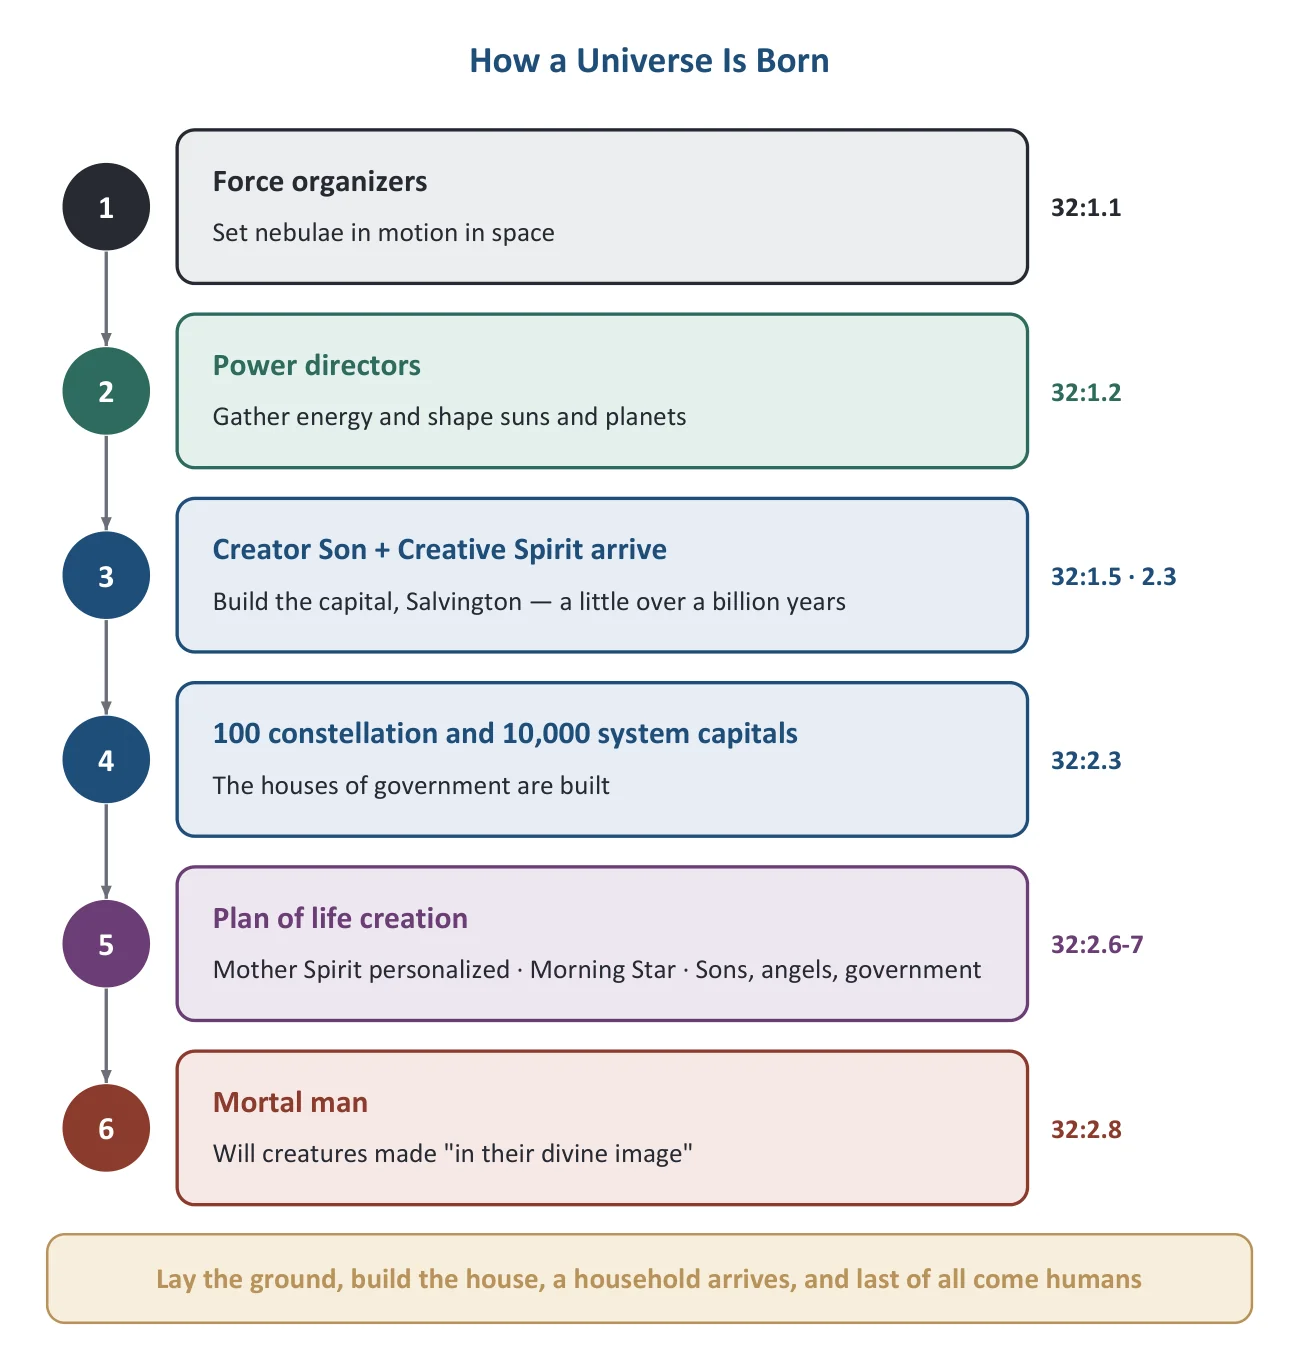 How a Universe Is Born
1
Force organizers
Set nebulae in motion in space
32:1.1
2
Power directors
Gather energy and shape suns and planets
32:1.2
3
Creator Son + Creative Spirit arrive
Build the capital, Salvington — a little over a billion years
32:1.5 · 2.3
4
100 constellation and 10,000 system capitals
The houses of government are built
32:2.3
5
Plan of life creation
Mother Spirit personalized · Morning Star · Sons, angels, government
32:2.6-7
6
Mortal man
Will creatures made "in their divine image"
32:2.8
Lay the ground, build the house, a household arrives, and last of all come humans